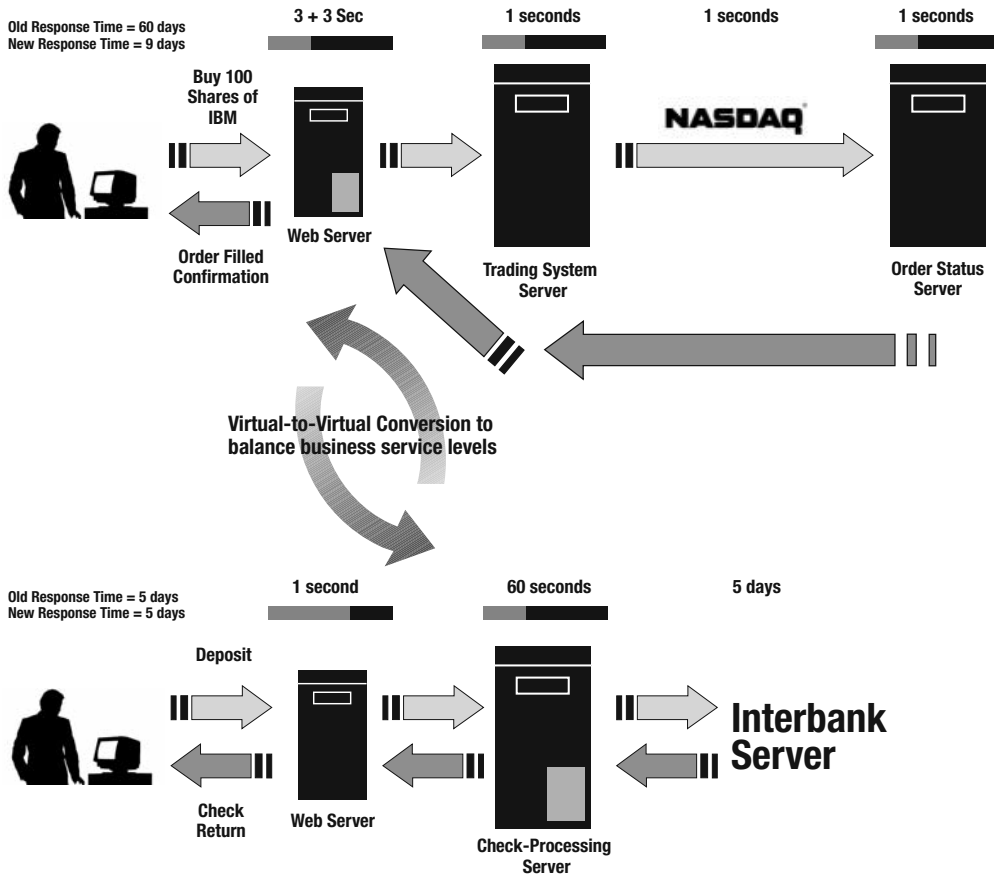 Old Response Time = 60 days
New Response Time = 9 days
3 + 3 Sec
1 seconds
1 seconds
1 seconds
Buy 100
Shares of
IBM
NASDAQ
Web Server
Order Filled
Confirmation
Trading System
Server
Order Status
Server
Virtual-to-Virtual Conversion to
balance business service levels
Old Response Time = 5 days
New Response Time = 5 days
1 second
60 seconds
5 days
Deposit
Interbank
Server
Check
Return
Web Server
Check-Processing
Server